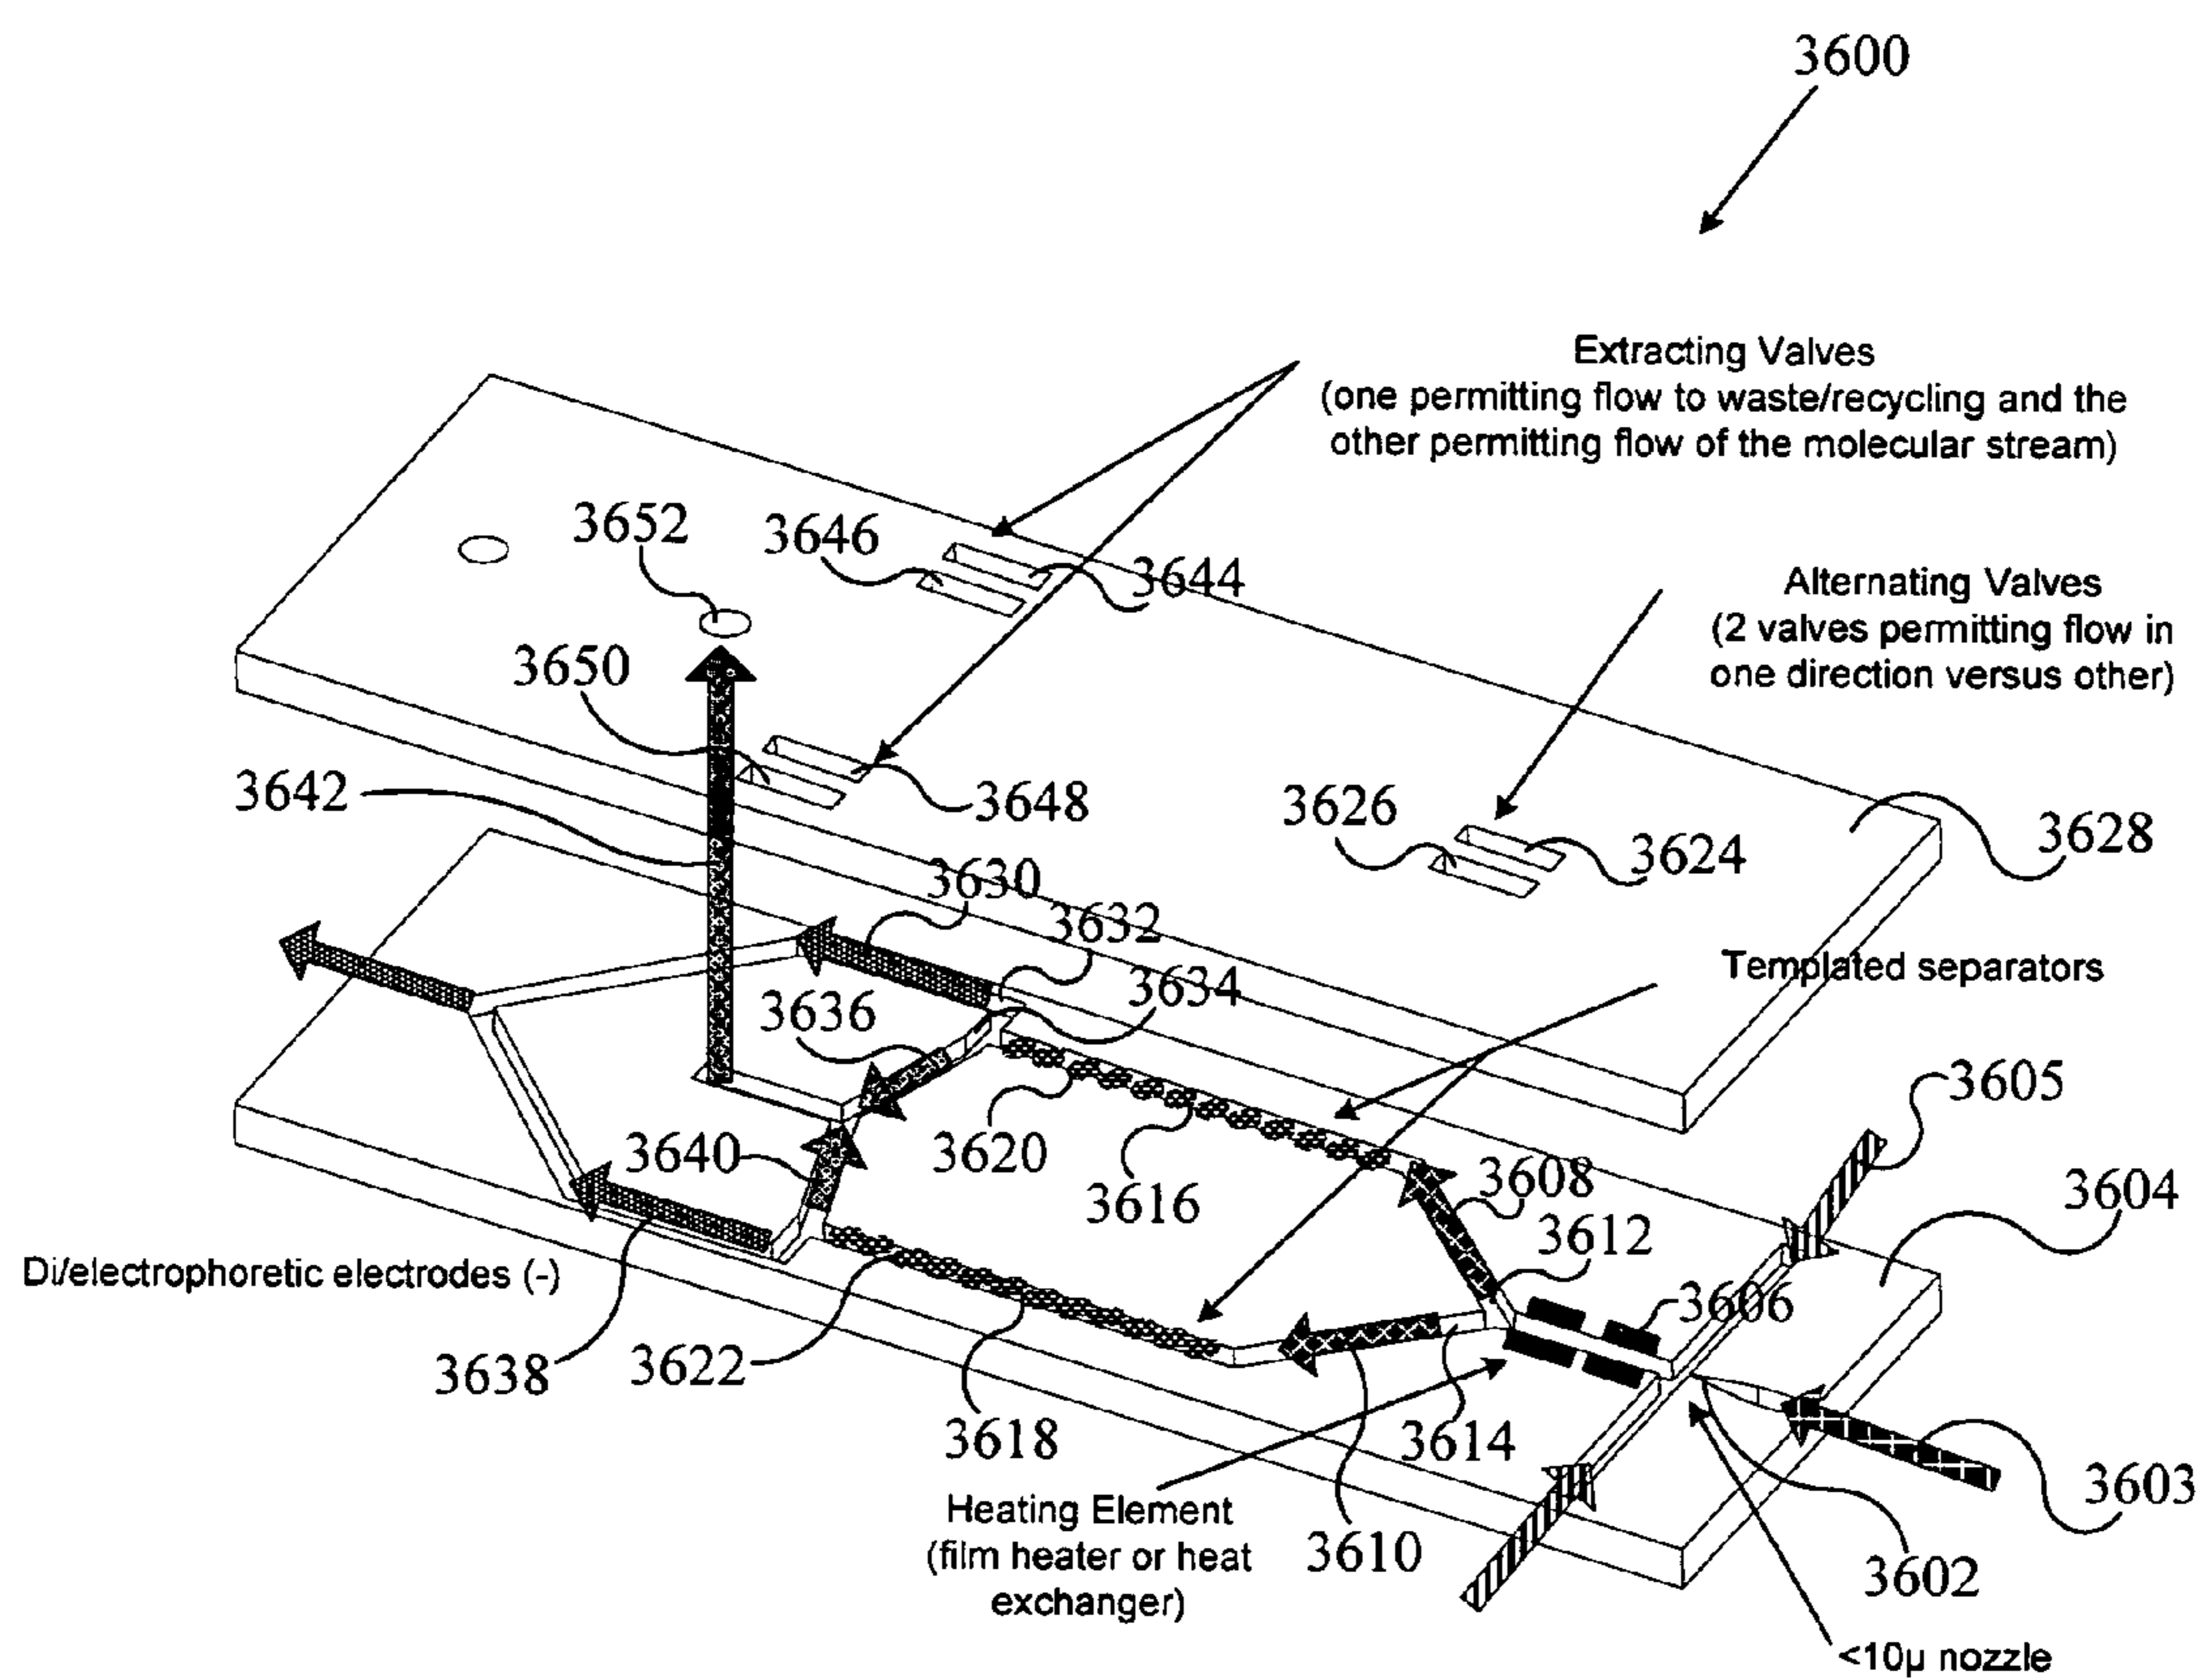 3600
Extracting Valves
(one permitting flow to waste/recycling and the
other permitting flow of the molecular stream)
3652
3646
3644
Alternating Valves
(2 valves permitting flow in
one direction versus other)
3650
3642
3648
3626
3624
3628
3630
3632
Templated separators
3634
3636
3605
3640
3620
3616
3608
3604
3612
Di/electrophoretic electrodes (-)
3606
3638
3622
3618
3614
3603
Heating Element
(film heater or heat
exchanger)
3610
3602
<10µ nozzle